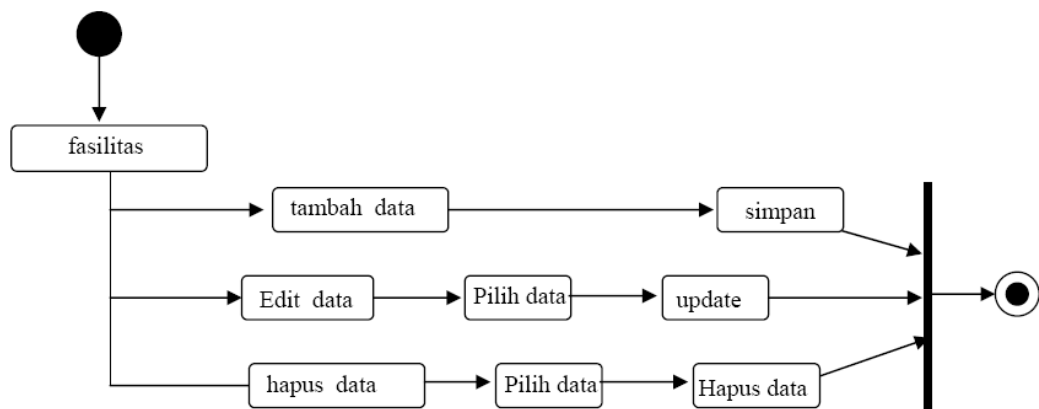 fasilitas
tambah data
simpan
Edit data
Pilih data
update
hapus data
Pilih data
Hapus data